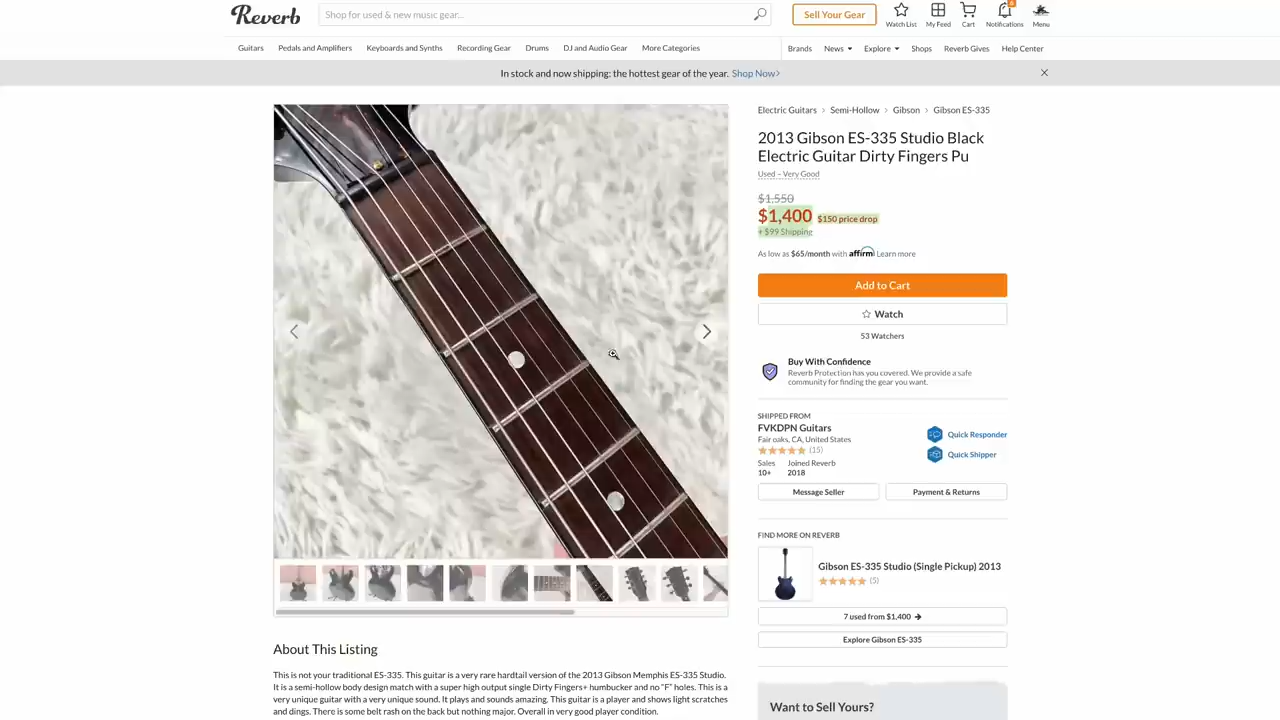 Reverb
Shop for used & new music gear...
Sell Your Gear
Watch List
My Feed
Cart
Notifications
Menu
Guitars
Pedals and Amplifiers
Keyboards and Synths
Recording Gear
Drums
DJ and Audio Gear
More Categories
Brands
News
Explore
Shops
Reverb Gives
Help Center
In stock and now shipping: the hottest gear of the year. Shop Now>
Electric Guitars > Semi-Hollow > Gibson > Gibson ES-335
2013 Gibson ES-335 Studio Black
Electric Guitar Dirty Fingers Pu
Used – Very Good
$1,550
$1,400 $150 price drop
+ $99 Shipping
As low as $65/month with affirm Learn more
Add to Cart
Watch
53 Watchers
Buy With Confidence
Reverb Protection has you covered. We provide a safe
community for finding the gear you want.
SHIPPED FROM
FVKDPN Guitars
Fair oaks, CA, United States
(15)
Sales Joined Reverb
10+ 2018
Quick Responder
Quick Shipper
Message Seller
Payment & Returns
FIND MORE ON REVERB
Gibson ES-335 Studio (Single Pickup) 2013
(5)
7 used from $1,400
Explore Gibson ES-335
Want to Sell Yours?
About This Listing
This is not your traditional ES-335. This guitar is a very rare hardtail version of the 2013 Gibson Memphis ES-335 Studio.
It is a semi-hollow body design match with a super high output single Dirty Fingers+ humbucker and no "F" holes. This is a
very unique guitar with a very unique sound. It plays and sounds amazing. This guitar is a player and shows light scratches
and dings. There is some belt rash on the back but nothing major. Overall in very good player condition.